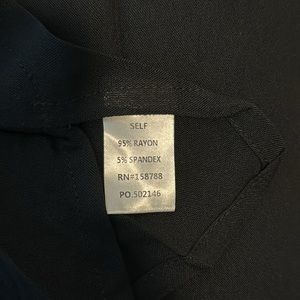 SELF
95% RAYON
5% SPANDEX
RN#158788
PO.502146